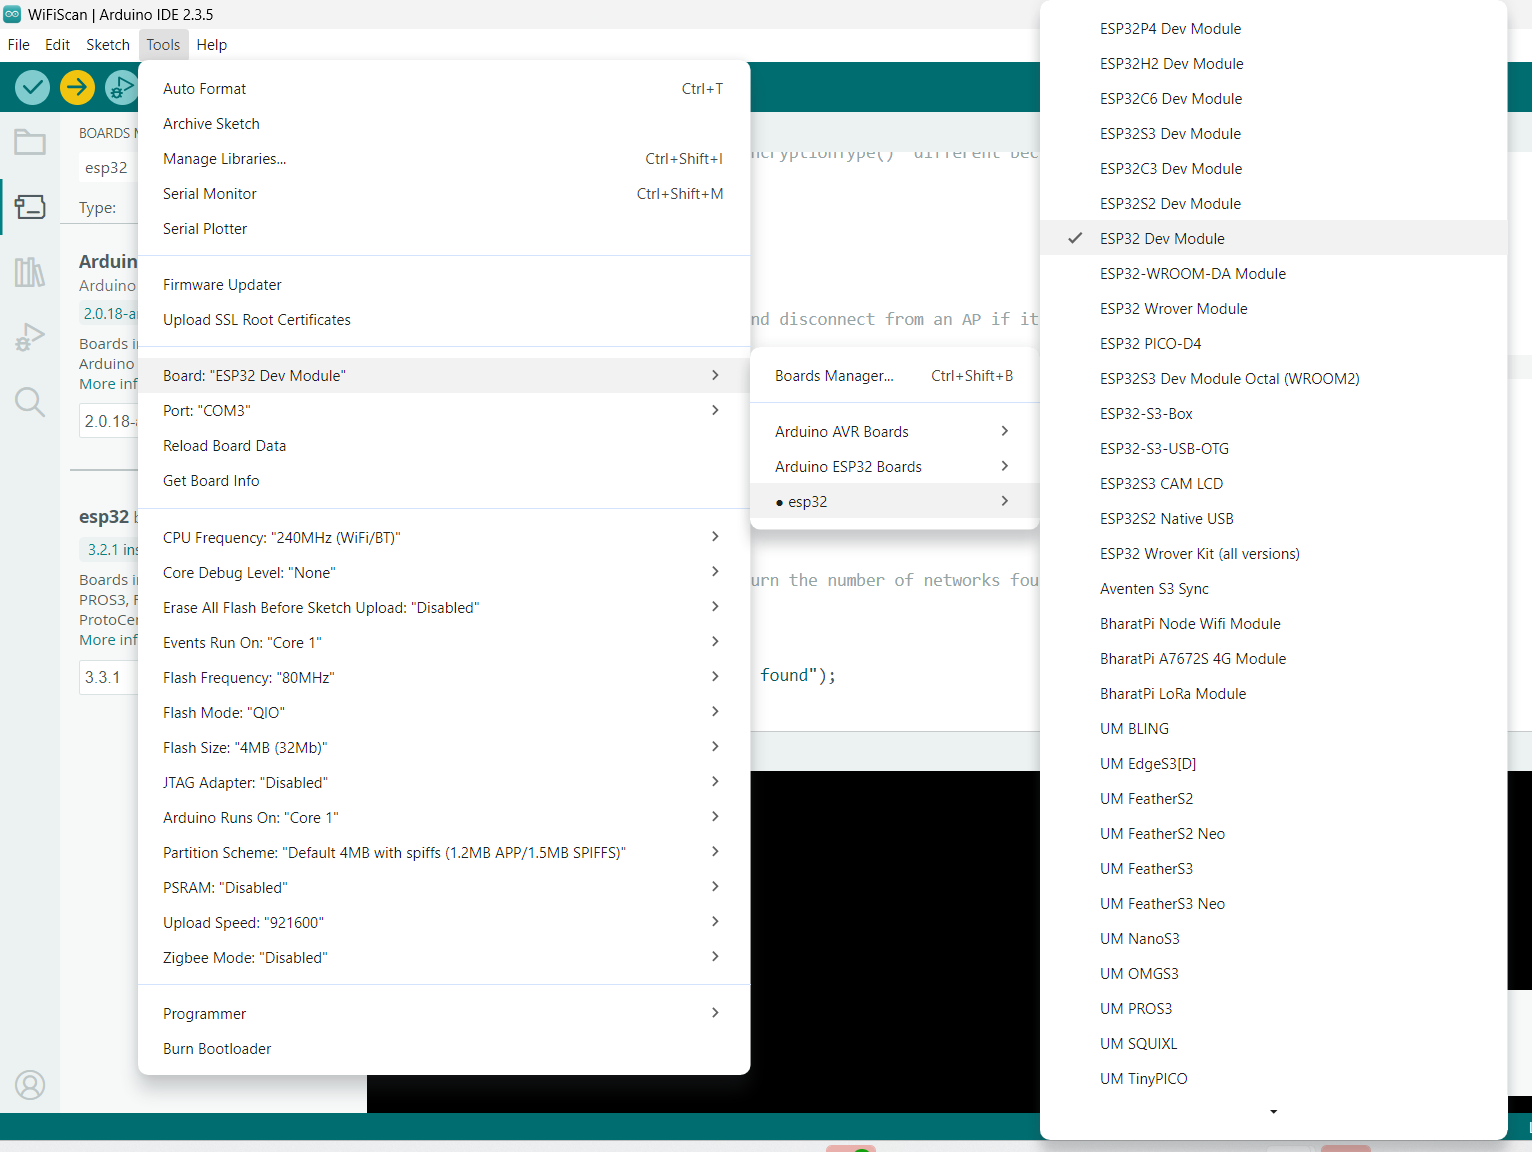 WiFiScan | Arduino IDE 2.3.5
File Edit Sketch Tools Help
BOARDS
esp32
Type:
Arduin
Arduino
2.0.18-a
Boards i
Arduino
More inf
2.0.18-
esp32
3.2.1 ins
Boards i
PROS3,
ProtoCe
More inf
3.3.1
Auto Format Ctrl+T
Archive Sketch
Manage Libraries... Ctrl+Shift+I
Serial Monitor Ctrl+Shift+M
Serial Plotter
Firmware Updater
Upload SSL Root Certificates
Board: "ESP32 Dev Module"
Port: "COM3"
Reload Board Data
Get Board Info
CPU Frequency: "240MHz (WiFi/BT)"
Core Debug Level: "None"
Erase All Flash Before Sketch Upload: "Disabled"
Events Run On: "Core 1"
Flash Frequency: "80MHz"
Flash Mode: "QIO"
Flash Size: "4MB (32Mb)"
JTAG Adapter: "Disabled"
Arduino Runs On: "Core 1"
Partition Scheme: "Default 4MB with spiffs (1.2MB APP/1.5MB SPIFFS)"
PSRAM: "Disabled"
Upload Speed: "921600"
Zigbee Mode: "Disabled"
Programmer
Burn Bootloader
ncryptionType() different bec
nd disconnect from an AP if it
Boards Manager... Ctrl+Shift+B
Arduino AVR Boards
Arduino ESP32 Boards
● esp32
urn the number of networks fou
found");
ESP32P4 Dev Module
ESP32H2 Dev Module
ESP32C6 Dev Module
ESP32S3 Dev Module
ESP32C3 Dev Module
ESP32S2 Dev Module
ESP32 Dev Module
ESP32-WROOM-DA Module
ESP32 Wrover Module
ESP32 PICO-D4
ESP32S3 Dev Module Octal (WROOM2)
ESP32-S3-Box
ESP32-S3-USB-OTG
ESP32S3 CAM LCD
ESP32S2 Native USB
ESP32 Wrover Kit (all versions)
Aventen S3 Sync
BharatPi Node Wifi Module
BharatPi A7672S 4G Module
BharatPi LoRa Module
UM BLING
UM EdgeS3[D]
UM FeatherS2
UM FeatherS2 Neo
UM FeatherS3
UM FeatherS3 Neo
UM NanoS3
UM OMGS3
UM PROS3
UM SQUIXL
UM TinyPICO